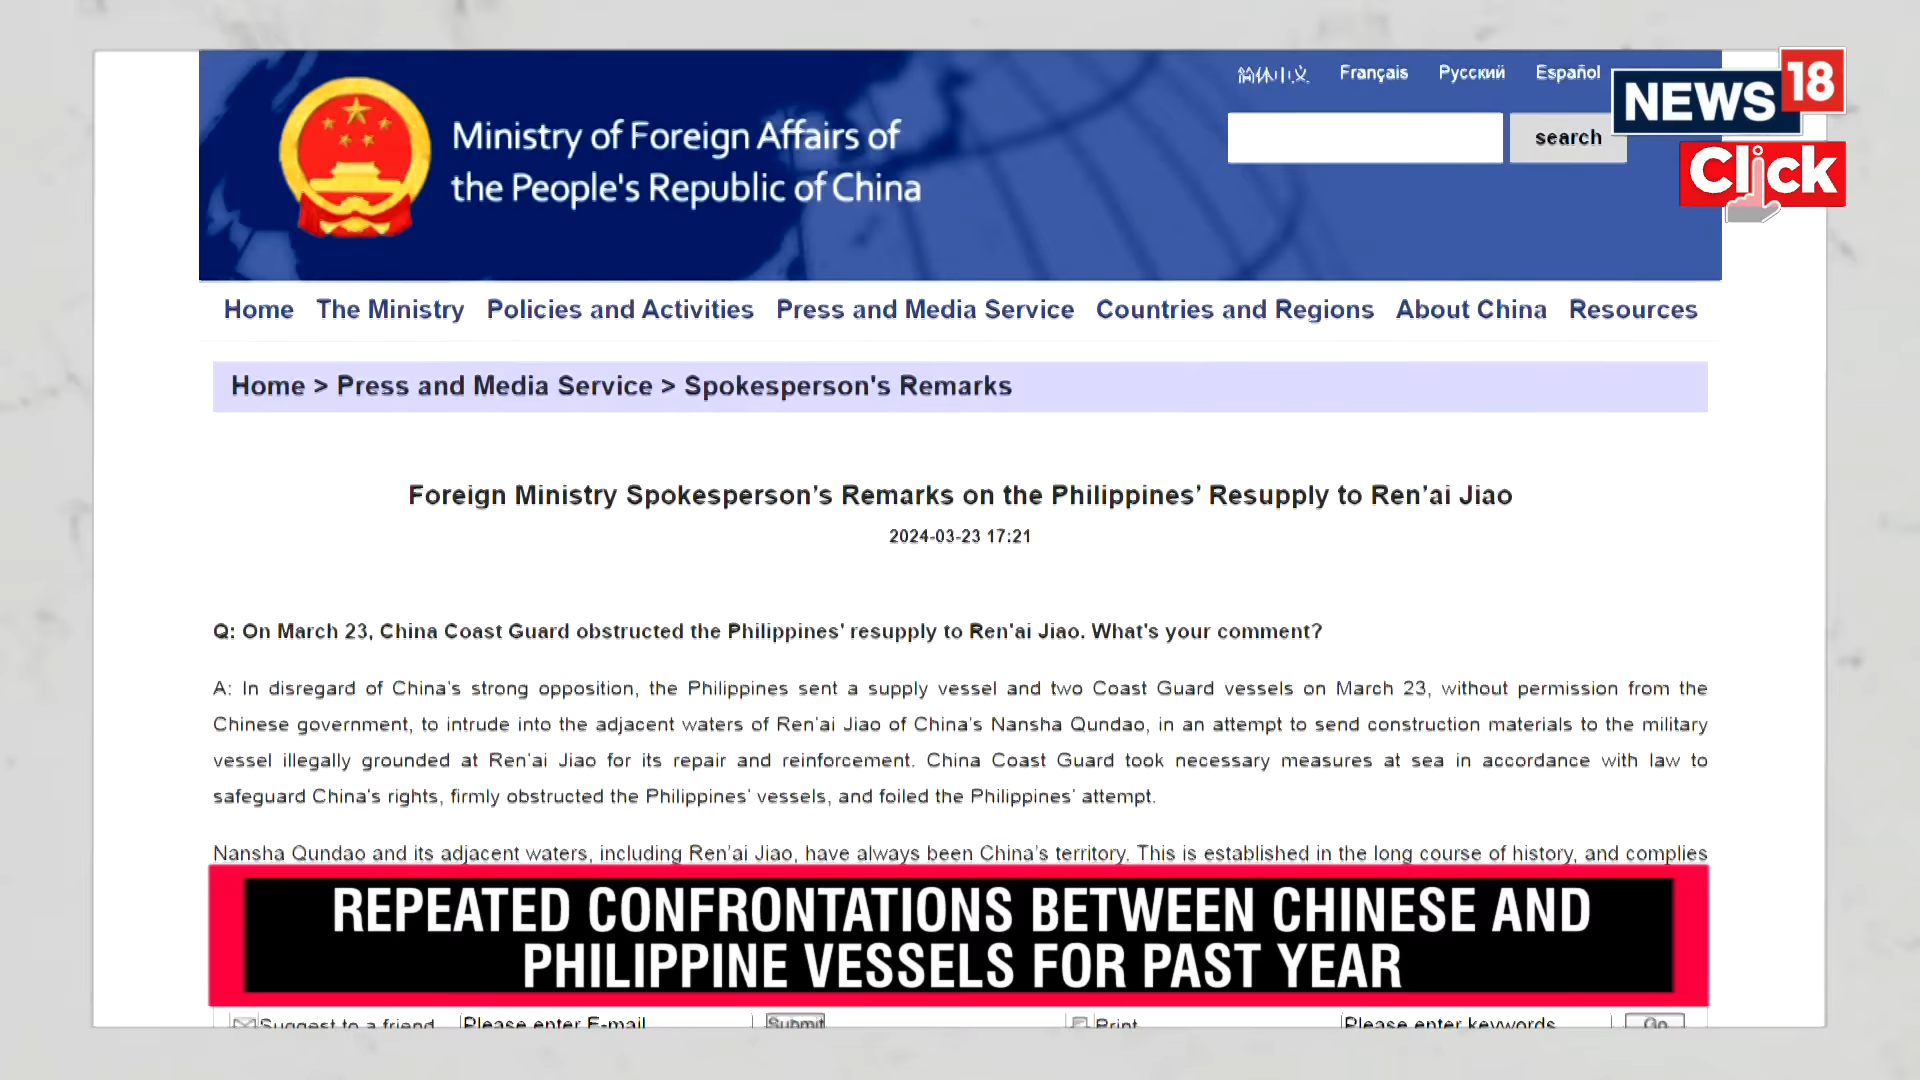 简体中文 Français Русский Español
NEWS 18
Click
Ministry of Foreign Affairs of
the People's Republic of China
search
Home The Ministry Policies and Activities Press and Media Service Countries and Regions About China Resources
Home > Press and Media Service > Spokesperson's Remarks
Foreign Ministry Spokesperson’s Remarks on the Philippines’ Resupply to Ren’ai Jiao
2024-03-23 17:21
Q: On March 23, China Coast Guard obstructed the Philippines' resupply to Ren'ai Jiao. What's your comment?
A: In disregard of China's strong opposition, the Philippines sent a supply vessel and two Coast Guard vessels on March 23, without permission from the
Chinese government, to intrude into the adjacent waters of Ren'ai Jiao of China's Nansha Qundao, in an attempt to send construction materials to the military
vessel illegally grounded at Ren'ai Jiao for its repair and reinforcement. China Coast Guard took necessary measures at sea in accordance with law to
safeguard China's rights, firmly obstructed the Philippines' vessels, and foiled the Philippines' attempt.
Nansha Qundao and its adjacent waters, including Ren'ai Jiao, have always been China's territory. This is established in the long course of history, and complies
REPEATED CONFRONTATIONS BETWEEN CHINESE AND
PHILIPPINE VESSELS FOR PAST YEAR
Suggest to a friend Please enter E-mail Submit Print Please enter keywords Go